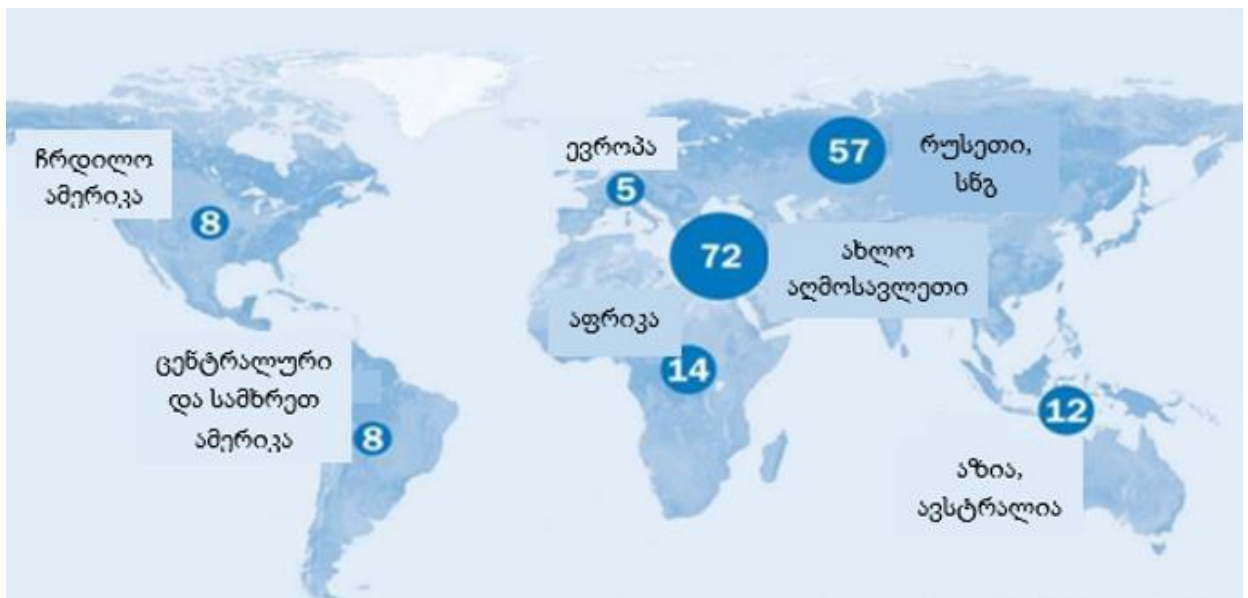 ჩრდილო
ამერიკა
8
ევროპა
5
57
რუსეთი,
სნგ
72
ახლო
აღმოსავლეთი
აფრიკა
14
ცენტრალური
და სამხრეთ
ამერიკა
8
12
აზია,
ავსტრალია